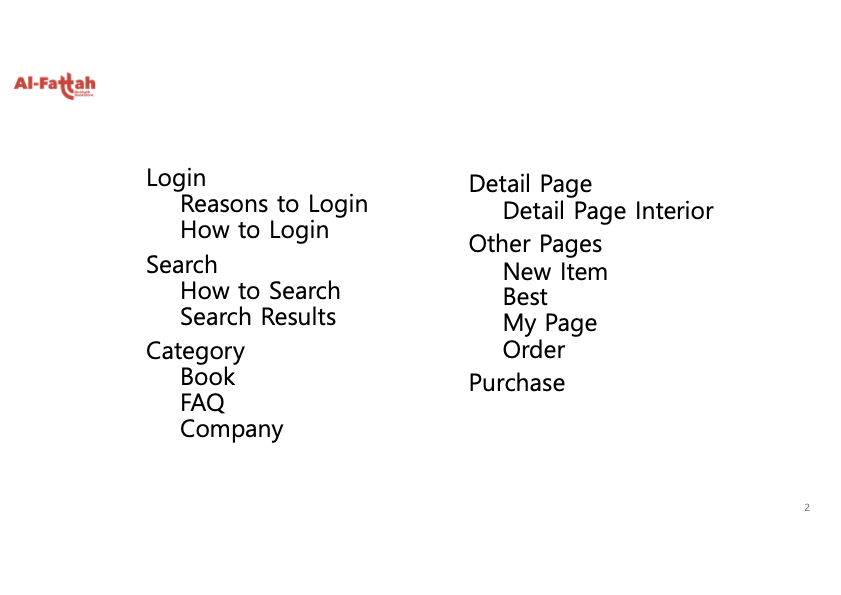 Al-Fattah
Login
Reasons to Login
How to Login
Search
How to Search
Search Results
Category
Book
FAQ
Company
Detail Page
Detail Page Interior
Other Pages
New Item
Best
My Page
Order
Purchase
2